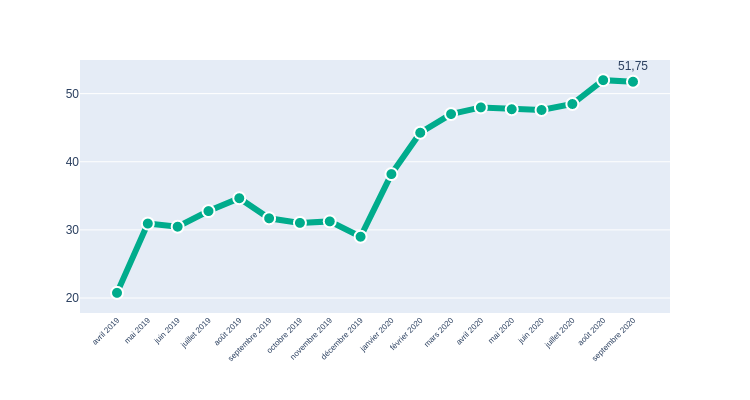 51,75
50
40
30
20
avril 2019
mai 2019
juin 2019
juillet 2019
août 2019
septembre 2019
octobre 2019
novembre 2019
décembre 2019
janvier 2020
février 2020
mars 2020
avril 2020
mai 2020
juin 2020
juillet 2020
août 2020
septembre 2020